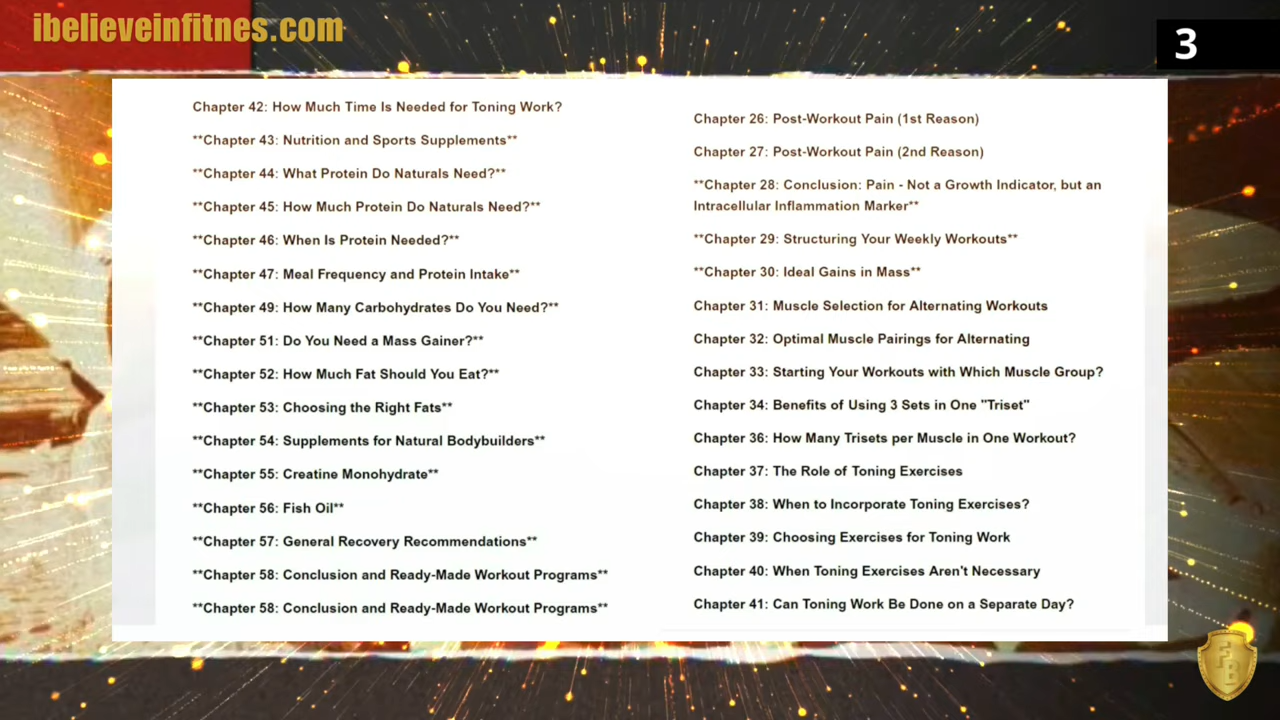 ibelieveinfitnes.com
3
Chapter 42: How Much Time Is Needed for Toning Work?
**Chapter 43: Nutrition and Sports Supplements**
**Chapter 44: What Protein Do Naturals Need?**
**Chapter 45: How Much Protein Do Naturals Need?**
**Chapter 46: When Is Protein Needed?**
**Chapter 47: Meal Frequency and Protein Intake**
**Chapter 49: How Many Carbohydrates Do You Need?**
**Chapter 51: Do You Need a Mass Gainer?**
**Chapter 52: How Much Fat Should You Eat?**
**Chapter 53: Choosing the Right Fats**
**Chapter 54: Supplements for Natural Bodybuilders**
**Chapter 55: Creatine Monohydrate**
**Chapter 56: Fish Oil**
**Chapter 57: General Recovery Recommendations**
**Chapter 58: Conclusion and Ready-Made Workout Programs**
**Chapter 58: Conclusion and Ready-Made Workout Programs**
Chapter 26: Post-Workout Pain (1st Reason)
Chapter 27: Post-Workout Pain (2nd Reason)
**Chapter 28: Conclusion: Pain - Not a Growth Indicator, but an
Intracellular Inflammation Marker**
**Chapter 29: Structuring Your Weekly Workouts**
**Chapter 30: Ideal Gains in Mass**
Chapter 31: Muscle Selection for Alternating Workouts
Chapter 32: Optimal Muscle Pairings for Alternating
Chapter 33: Starting Your Workouts with Which Muscle Group?
Chapter 34: Benefits of Using 3 Sets in One "Triset"
Chapter 36: How Many Trisets per Muscle in One Workout?
Chapter 37: The Role of Toning Exercises
Chapter 38: When to Incorporate Toning Exercises?
Chapter 39: Choosing Exercises for Toning Work
Chapter 40: When Toning Exercises Aren't Necessary
Chapter 41: Can Toning Work Be Done on a Separate Day?